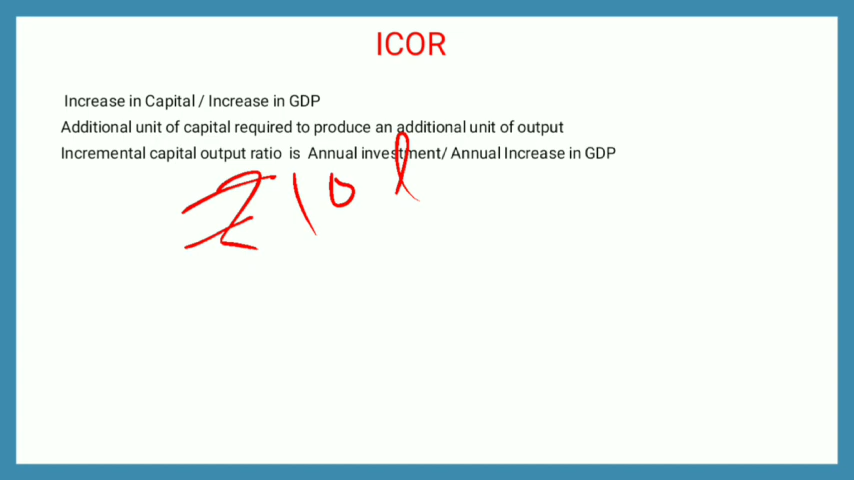 ICOR
Increase in Capital / Increase in GDP
Additional unit of capital required to produce an additional unit of output
Incremental capital output ratio is Annual investment/ Annual Increase in GDP
₹ 10 l